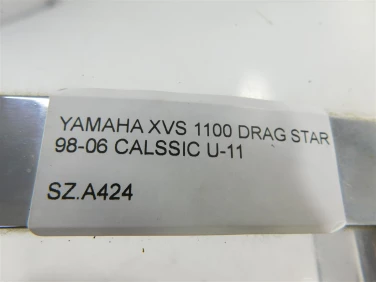 YAMAHA XVS 1100 DRAG STAR
98-06 CALSSIC U-11
SZ.A424